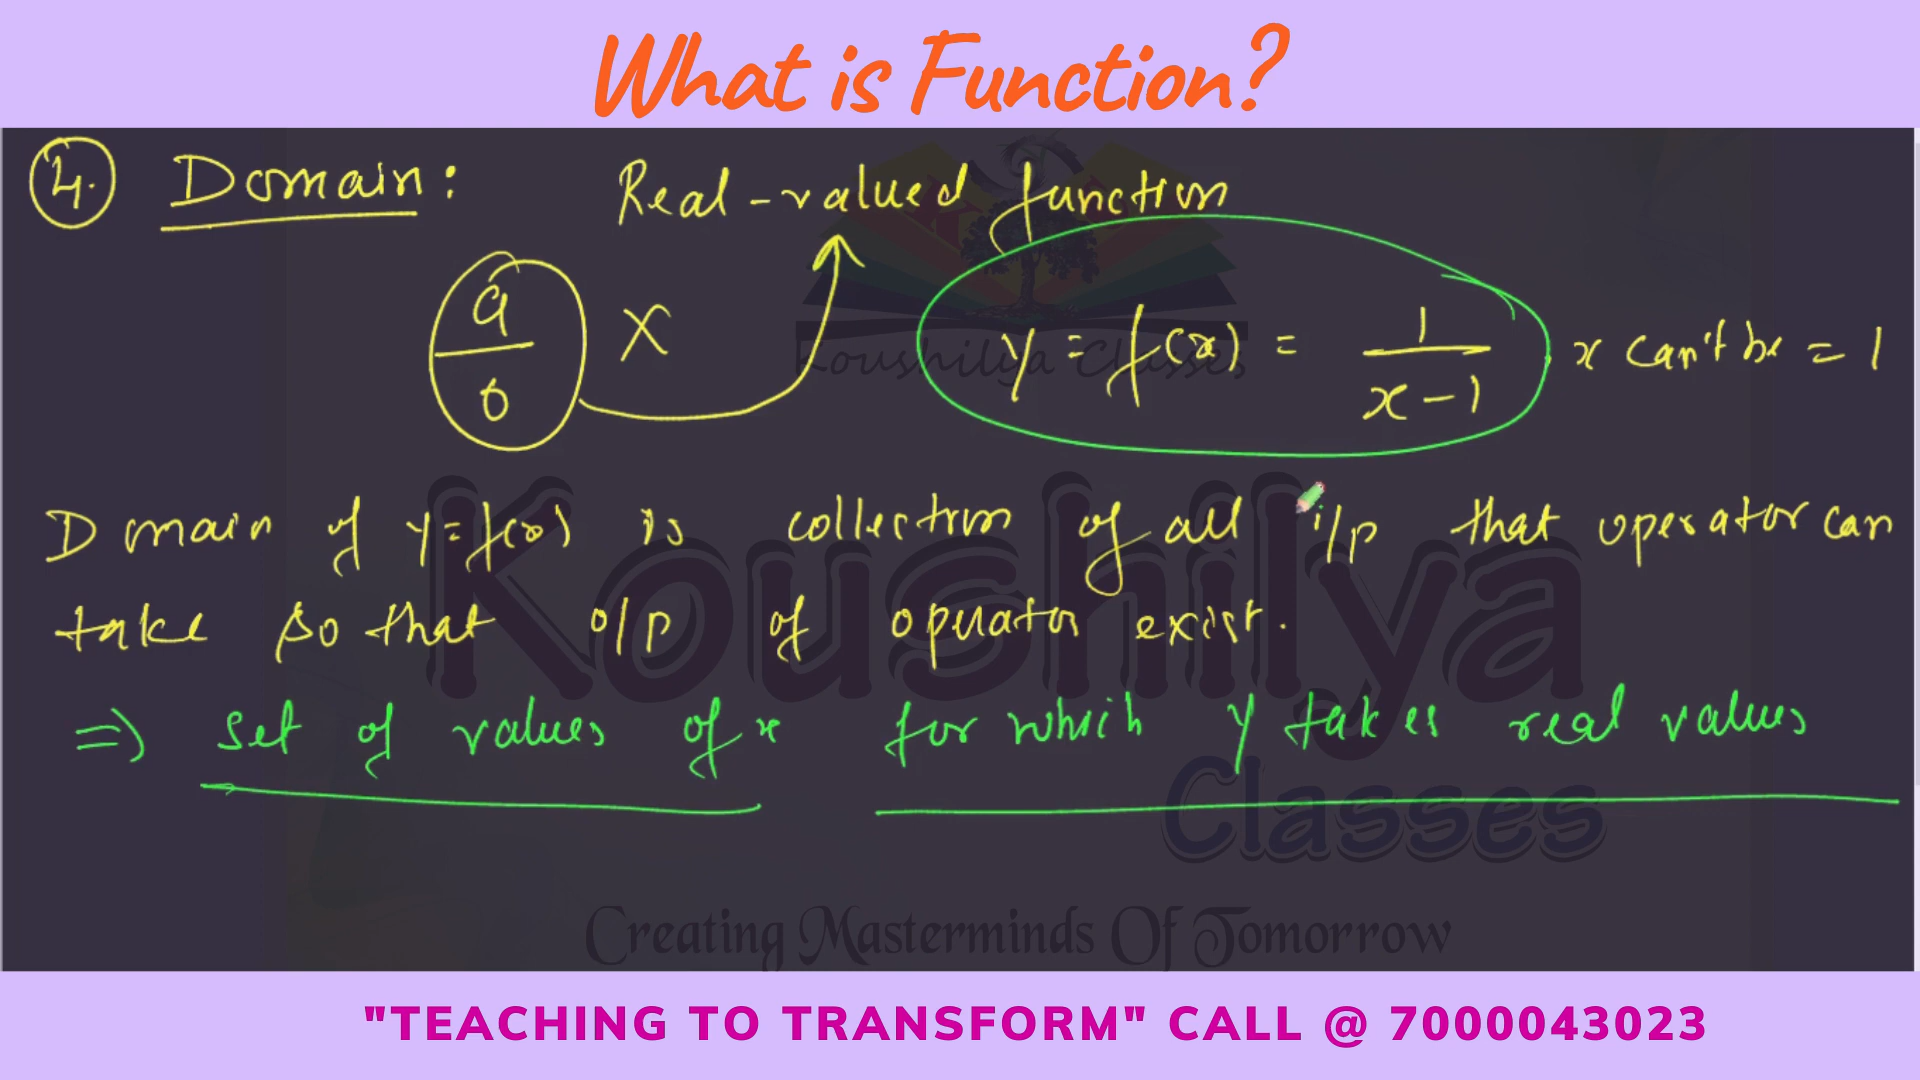 What is Function?
4. Domain: Real-valued function
a/0 X y = f(x) = 1/(x-1) x can't be = 1
Domain of y=f(x) is collection of all i/p that operator can
take so that o/p of operator exist.
=> set of values of x for which y takes real values
Koushilya Classes
Koushilya
Classes
Creating Masterminds Of Tomorrow
"TEACHING TO TRANSFORM" CALL @ 7000043023